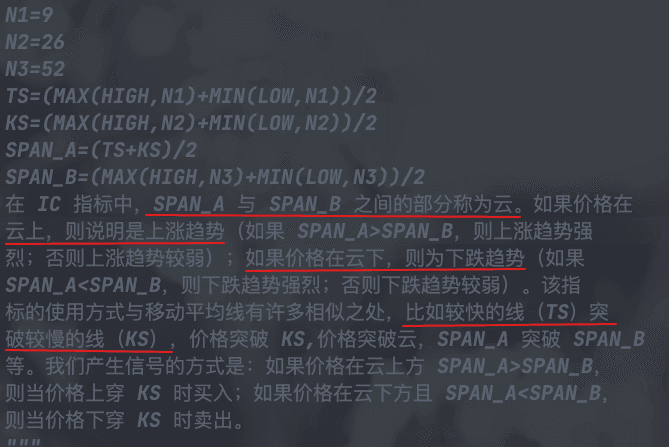 N1=9
N2=26
N3=52
TS=(MAX(HIGH,N1)+MIN(LOW,N1))/2
KS=(MAX(HIGH,N2)+MIN(LOW,N2))/2
SPAN_A=(TS+KS)/2
SPAN_B=(MAX(HIGH,N3)+MIN(LOW,N3))/2
在 IC 指标中，SPAN_A 与 SPAN_B 之间的部分称为云。如果价格在
云上，则说明是上涨趋势（如果 SPAN_A>SPAN_B，则上涨趋势强
烈；否则上涨趋势较弱）；如果价格在云下，则为下跌趋势（如果
SPAN_A<SPAN_B，则下跌趋势强烈；否则下跌趋势较弱）。该指
标的使用方式与移动平均线有许多相似之处，比如较快的线（TS）突
破较慢的线（KS），价格突破 KS,价格突破云，SPAN_A 突破 SPAN_B
等。我们产生信号的方式是：如果价格在云上方 SPAN_A>SPAN_B，
则当价格上穿 KS 时买入；如果价格在云下方且 SPAN_A<SPAN_B，
则当价格下穿 KS 时卖出。
"""